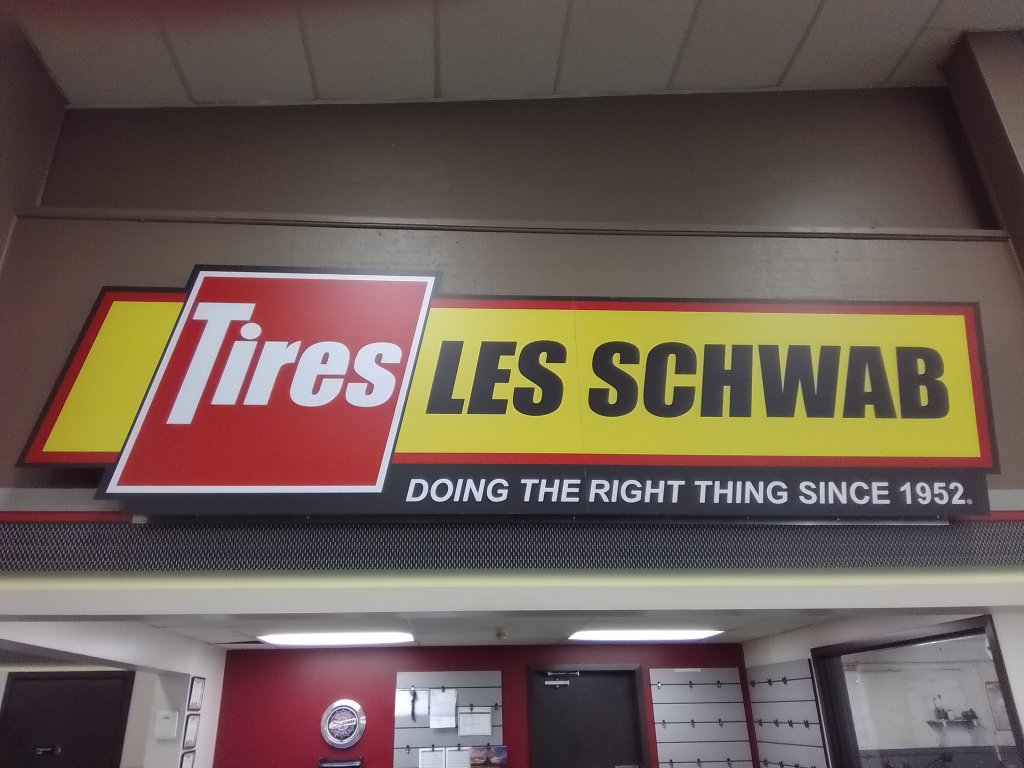 Tires
LES SCHWAB
DOING THE RIGHT THING SINCE 1952.